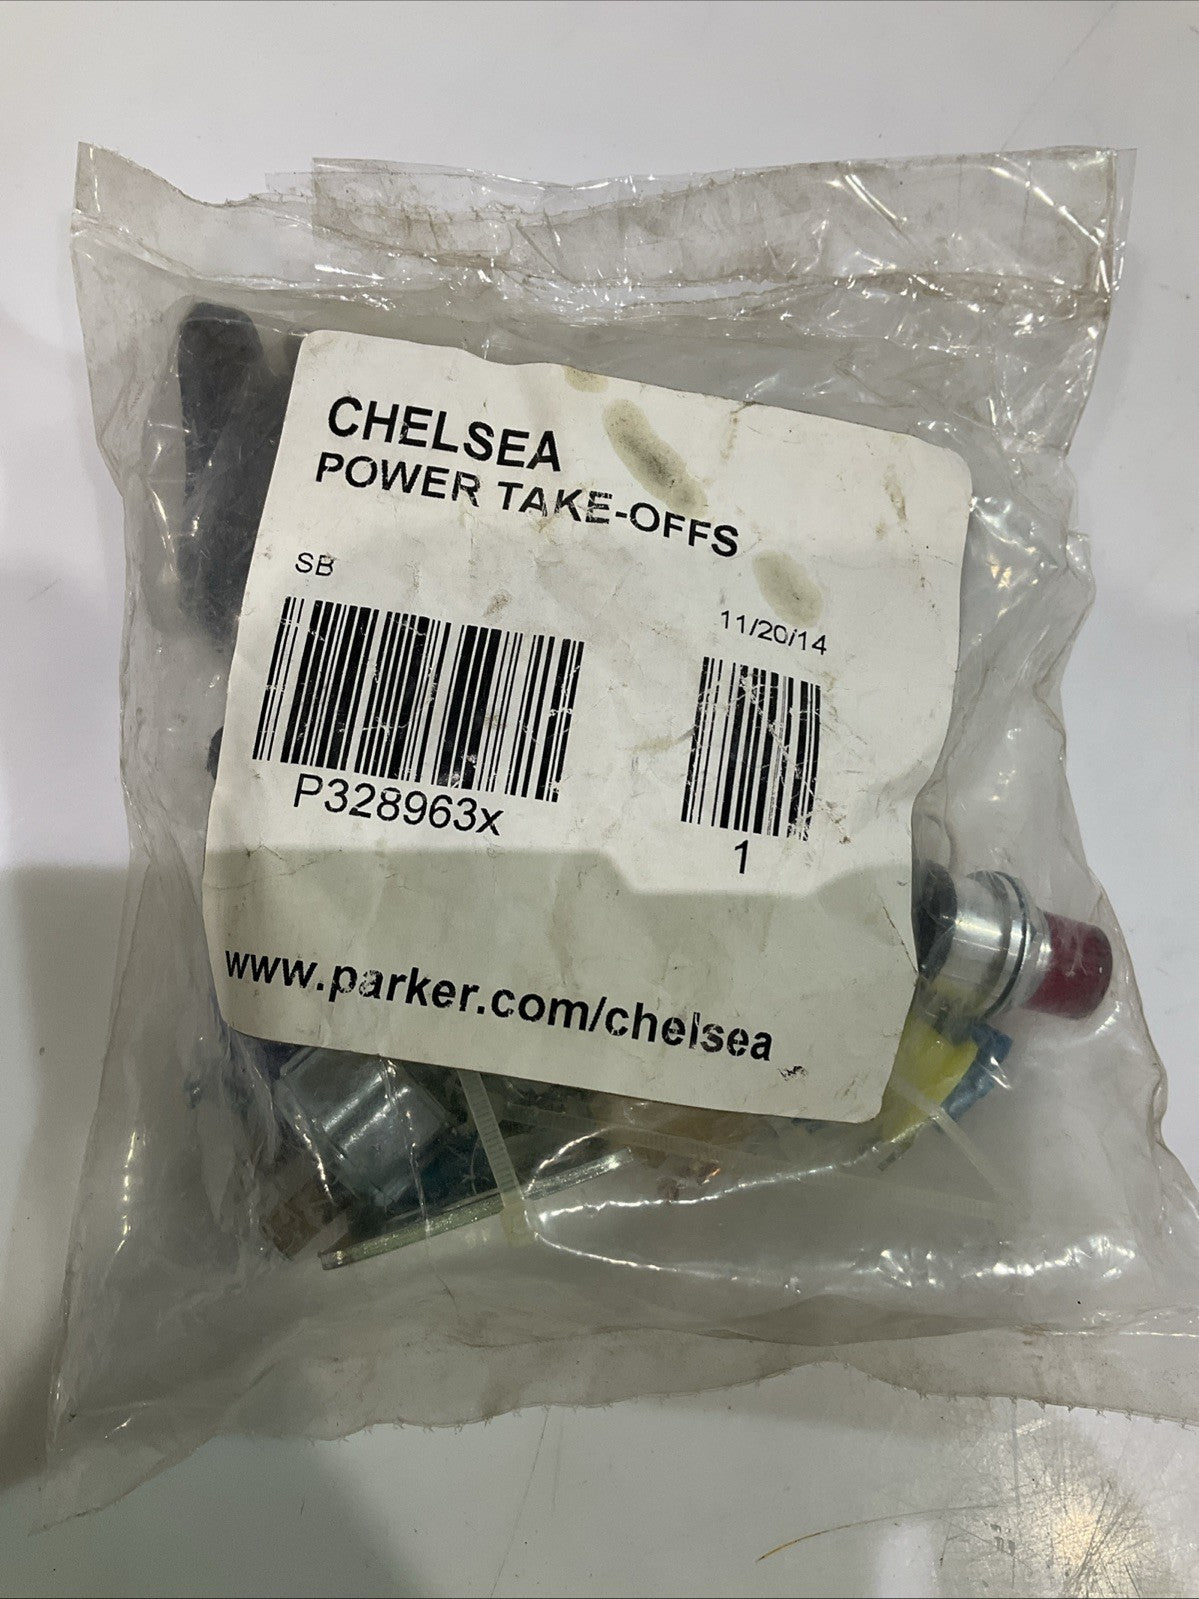 CHELSEA
POWER TAKE-OFFS
SB
11/20/14
P328963x
1
www.parker.com/chelsea